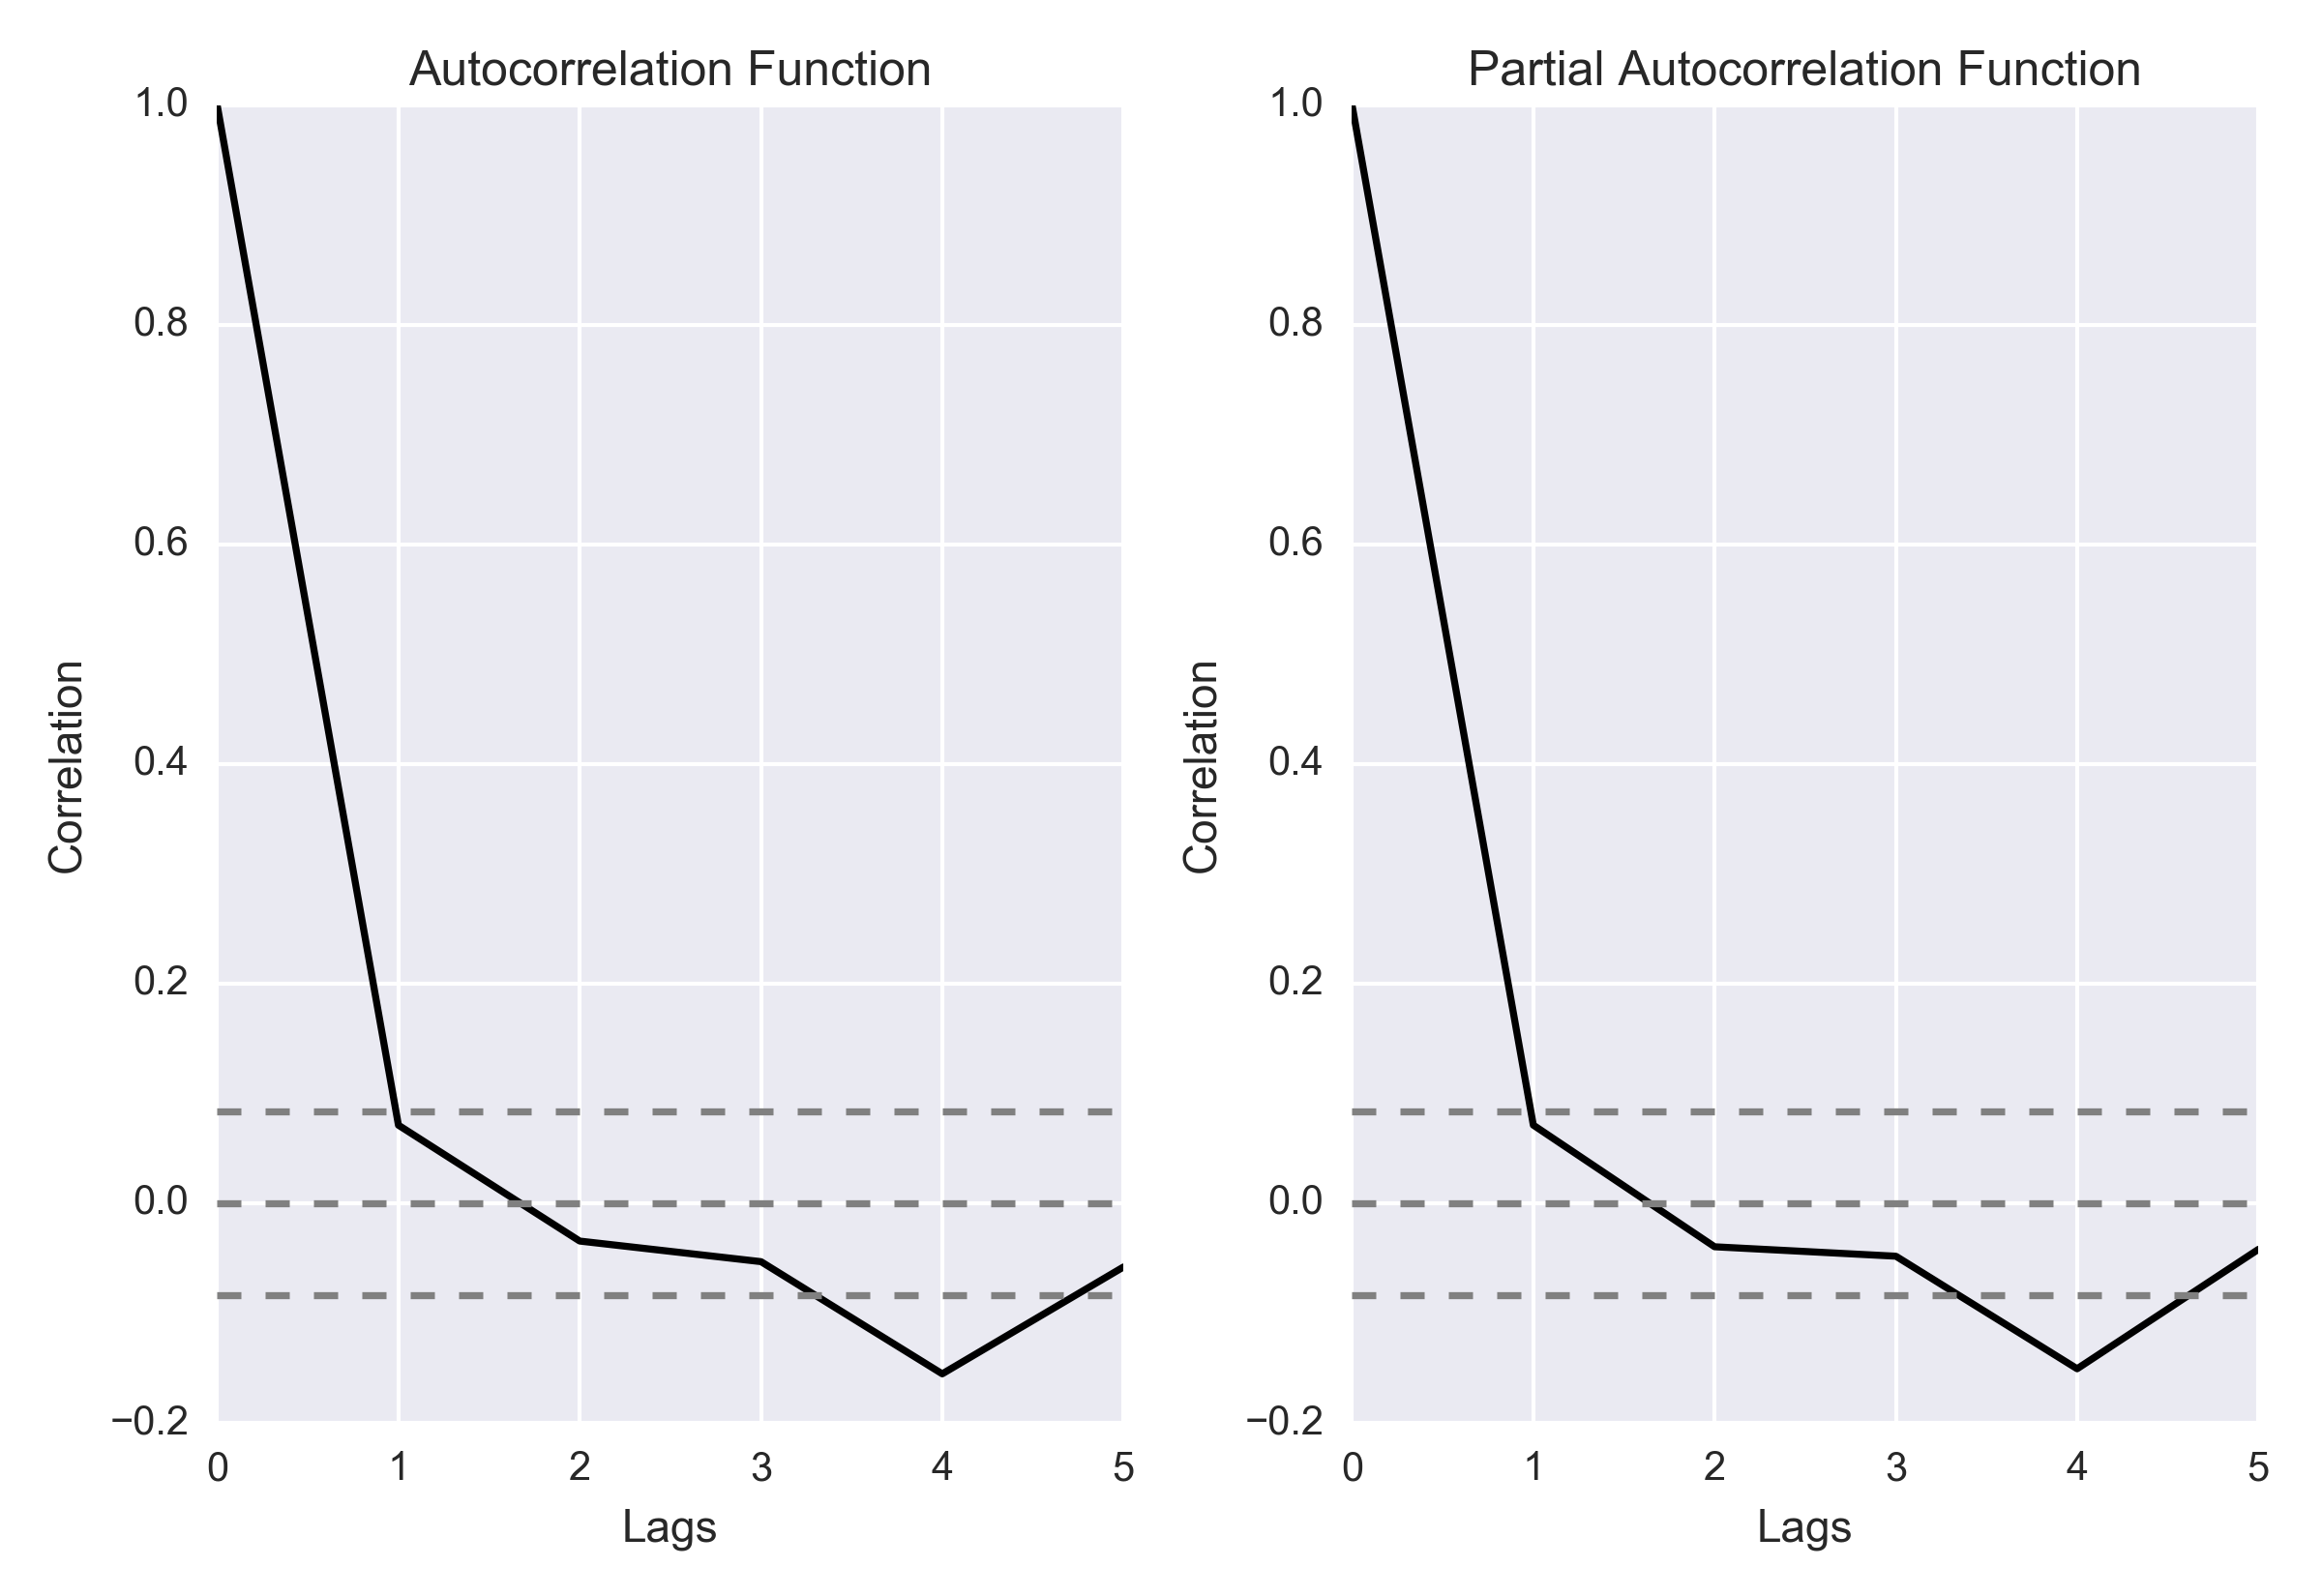 Autocorrelation Function
1.0
0.8
0.6
0.4
0.2
0.0
−0.2
Correlation
0 1 2 3 4 5
Lags
Partial Autocorrelation Function
1.0
0.8
0.6
0.4
0.2
0.0
−0.2
Correlation
0 1 2 3 4 5
Lags